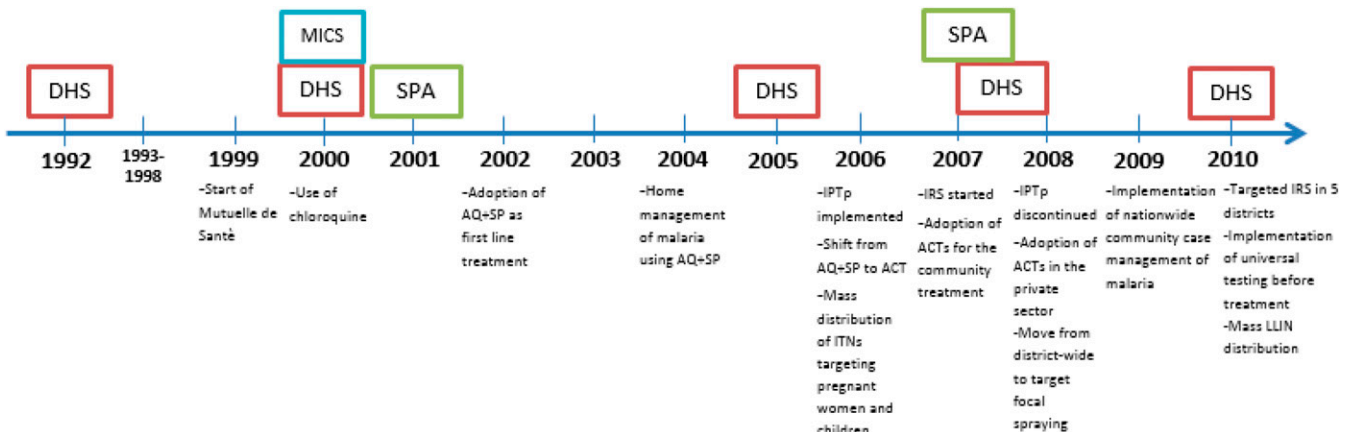 MICS
SPA
DHS
DHS
SPA
DHS
DHS
DHS
1992
1993-
1998
1999
2000
2001
2002
2003
2004
2005
2006
2007
2008
2009
2010
-Start of
Mutuelle de
Santè
-Use of
chloroquine
-Adoption of
AQ+SP as
first line
treatment
-Home
management
of malaria
using AQ+SP
-IPTp
implemented
-Shift from
AQ+SP to ACT
-Mass
distribution
of ITNs
targeting
pregnant
women and
children
-IRS started
-Adoption of
ACTs for the
community
treatment
-IPTp
discontinued
-Adoption of
ACTs in the
private
sector
-Move from
district-wide
to target
focal
spraying
-Implementation
of nationwide
community case
management of
malaria
-Targeted IRS in 5
districts
-Implementation
of universal
testing before
treatment
-Mass LLIN
distribution